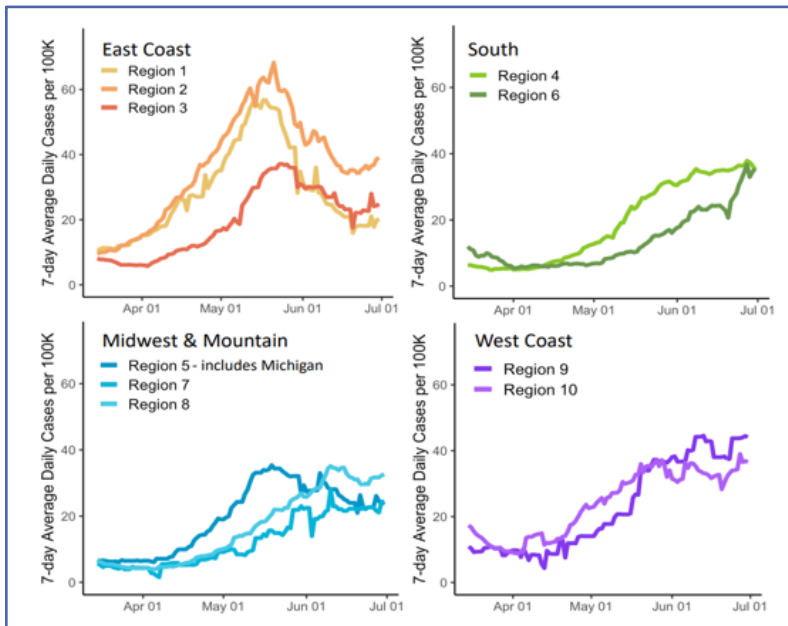 East Coast
Region 1
Region 2
Region 3
7-day Average Daily Cases per 100K
60
40
20
0
Apr 01 May 01 Jun 01 Jul 01
South
Region 4
Region 6
7-day Average Daily Cases per 100K
60
40
20
0
Apr 01 May 01 Jun 01 Jul 01
Midwest & Mountain
Region 5 - includes Michigan
Region 7
Region 8
7-day Average Daily Cases per 100K
60
40
20
0
Apr 01 May 01 Jun 01 Jul 01
West Coast
Region 9
Region 10
7-day Average Daily Cases per 100K
60
40
20
0
Apr 01 May 01 Jun 01 Jul 01